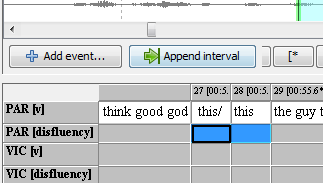 Add event... Append interval [*
27 [00:5. 28 [00:5. 29 [00:55.6*
PAR [v] think good god this/ this the guy t
PAR [disfluency]
VIC [v]
VIC [disfluency]